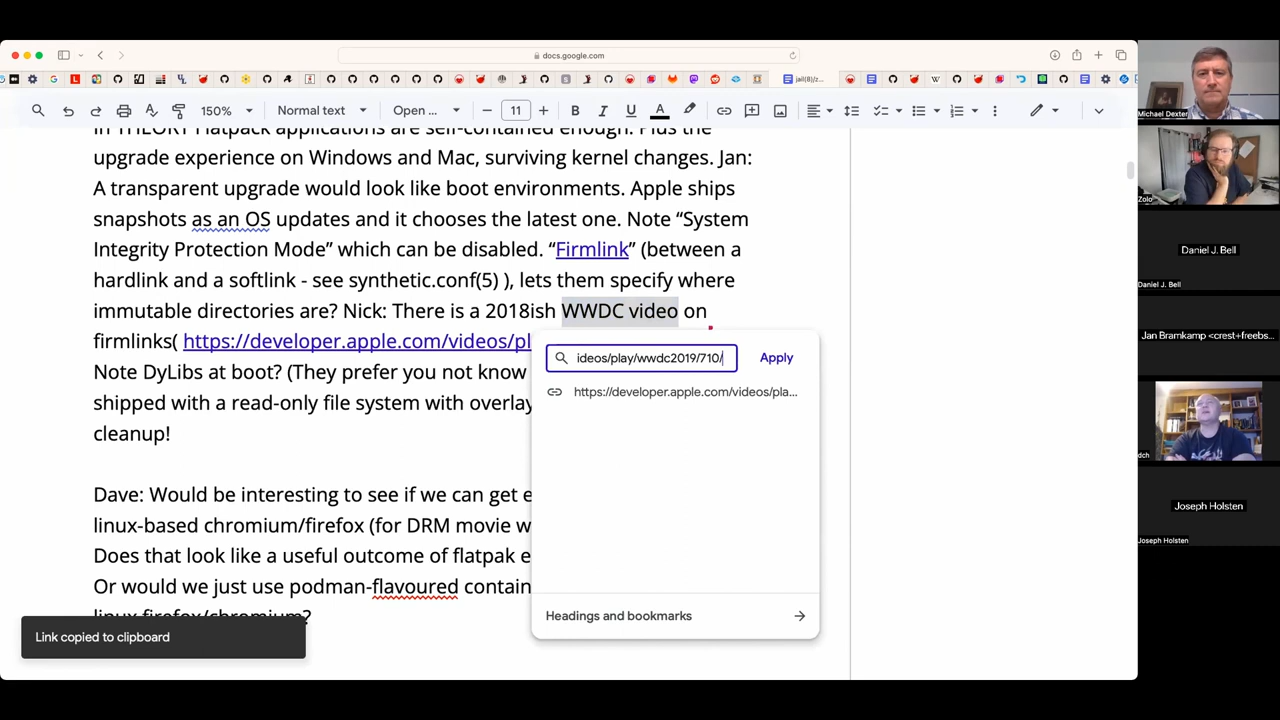 docs.google.com
jail(8)/z...
150%
Normal text
Open ...
11
in THEORY Flatpack applications are self-contained enough. Plus the
upgrade experience on Windows and Mac, surviving kernel changes. Jan:
A transparent upgrade would look like boot environments. Apple ships
snapshots as an OS updates and it chooses the latest one. Note “System
Integrity Protection Mode” which can be disabled. “Firmlink” (between a
hardlink and a softlink - see synthetic.conf(5) ), lets them specify where
immutable directories are? Nick: There is a 2018ish WWDC video on
firmlinks( https://developer.apple.com/videos/pl
Note DyLibs at boot? (They prefer you not know
shipped with a read-only file system with overlay
cleanup!
ideos/play/wwdc2019/710/
Apply
https://developer.apple.com/videos/pla...
Headings and bookmarks
Dave: Would be interesting to see if we can get e
linux-based chromium/firefox (for DRM movie w
Does that look like a useful outcome of flatpak e
Or would we just use podman-flavoured contain
linux firefox/chromium?
Link copied to clipboard
Michael Dexter
Zolo
Daniel J. Bell
Daniel J. Bell
Jan Bramkamp <crest+freebs...
dch
Joseph Holsten
Joseph Holsten